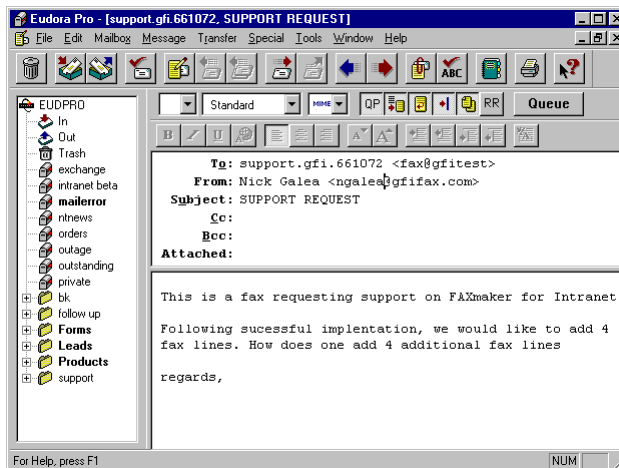 Eudora Pro - [support.gfi.661072, SUPPORT REQUEST]
File Edit Mailbox Message Transfer Special Tools Window Help
ABC
Standard MIME QP RR Queue
B I U
EUDPRO
In
Out
Trash
exchange
intranet beta
mailerror
ntnews
orders
outage
outstanding
private
bk
follow up
Forms
Leads
Products
support
To: support.gfi.661072 <fax@gfitest>
From: Nick Galea <ngalea@gfifax.com>
Subject: SUPPORT REQUEST
Cc:
Bcc:
Attached:
This is a fax requesting support on FAXmaker for Intranet
Following sucessful implentation, we would like to add 4
fax lines. How does one add 4 additional fax lines
regards,
For Help, press F1
NUM